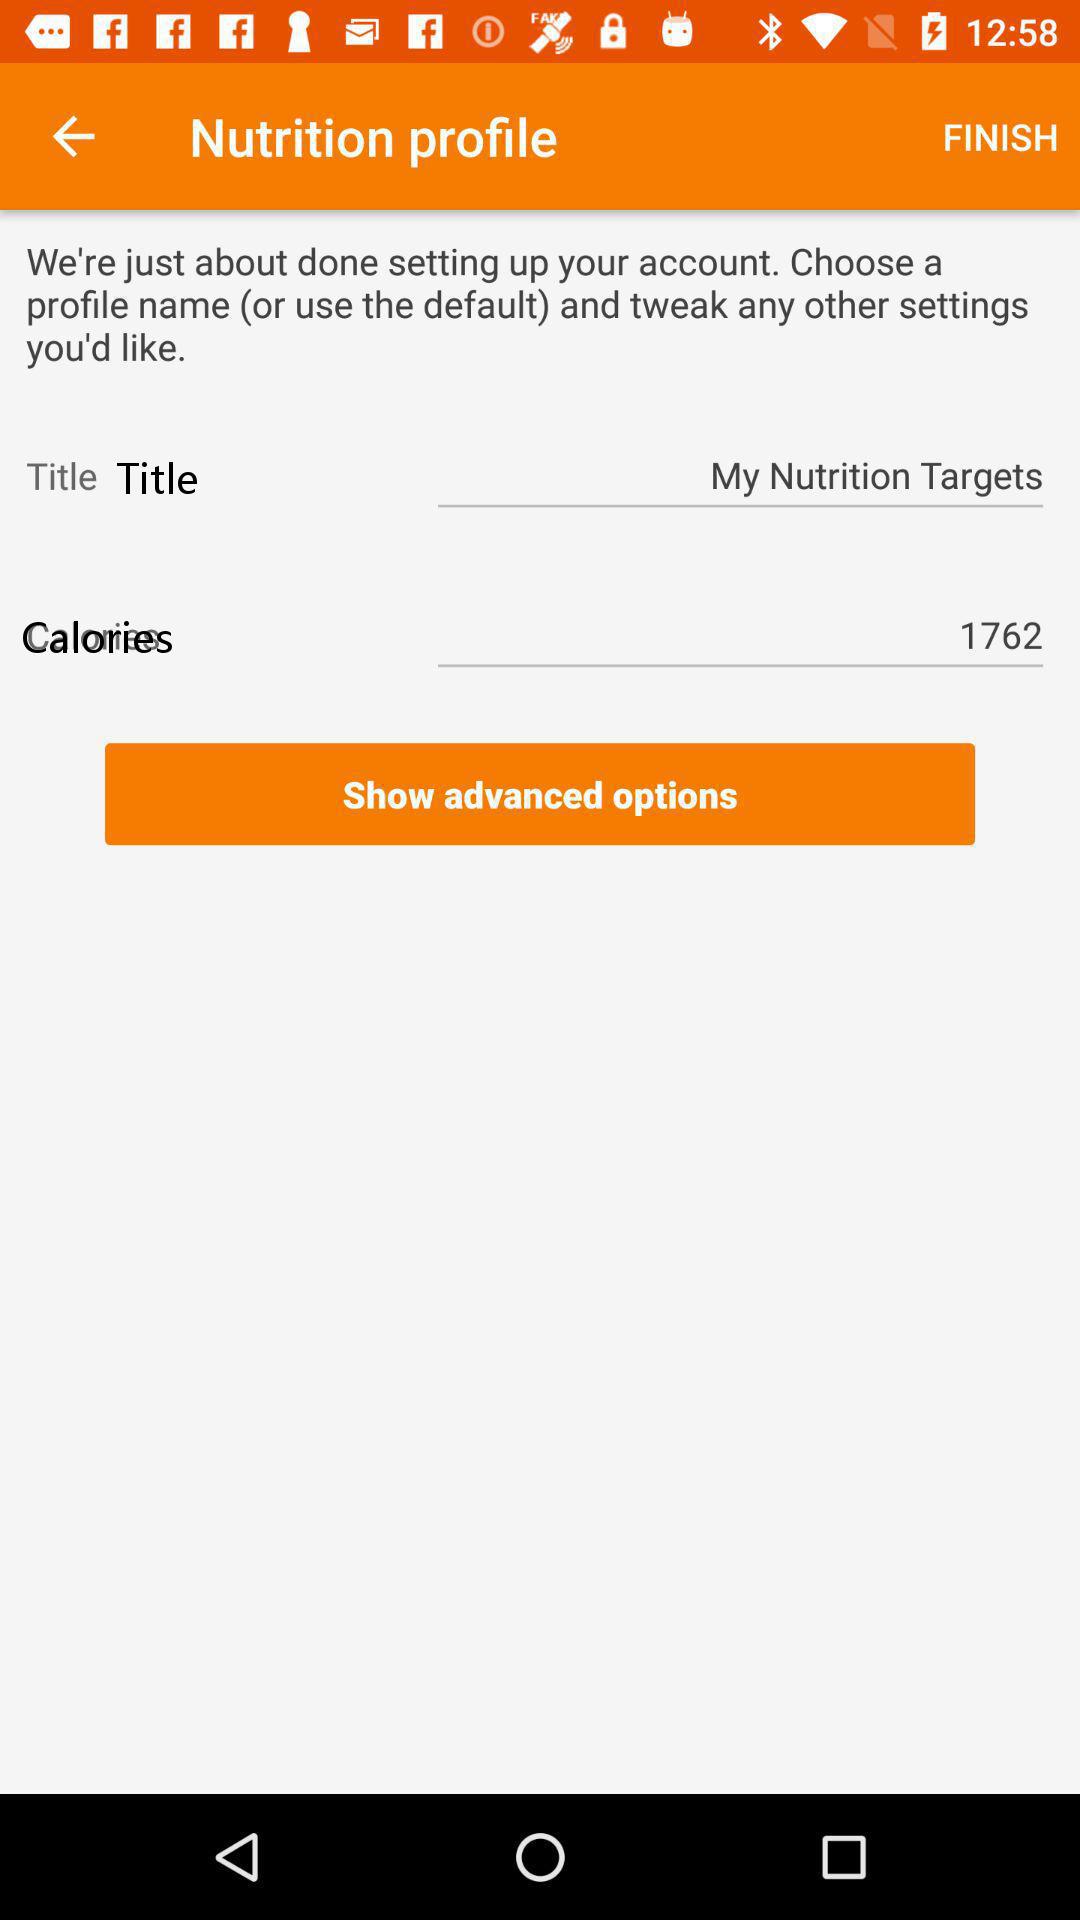 FAKE
12:58
Nutrition profile
FINISH
We're just about done setting up your account. Choose a
profile name (or use the default) and tweak any other settings
you'd like.
Title Title My Nutrition Targets
Calories Calories 1762
Show advanced options